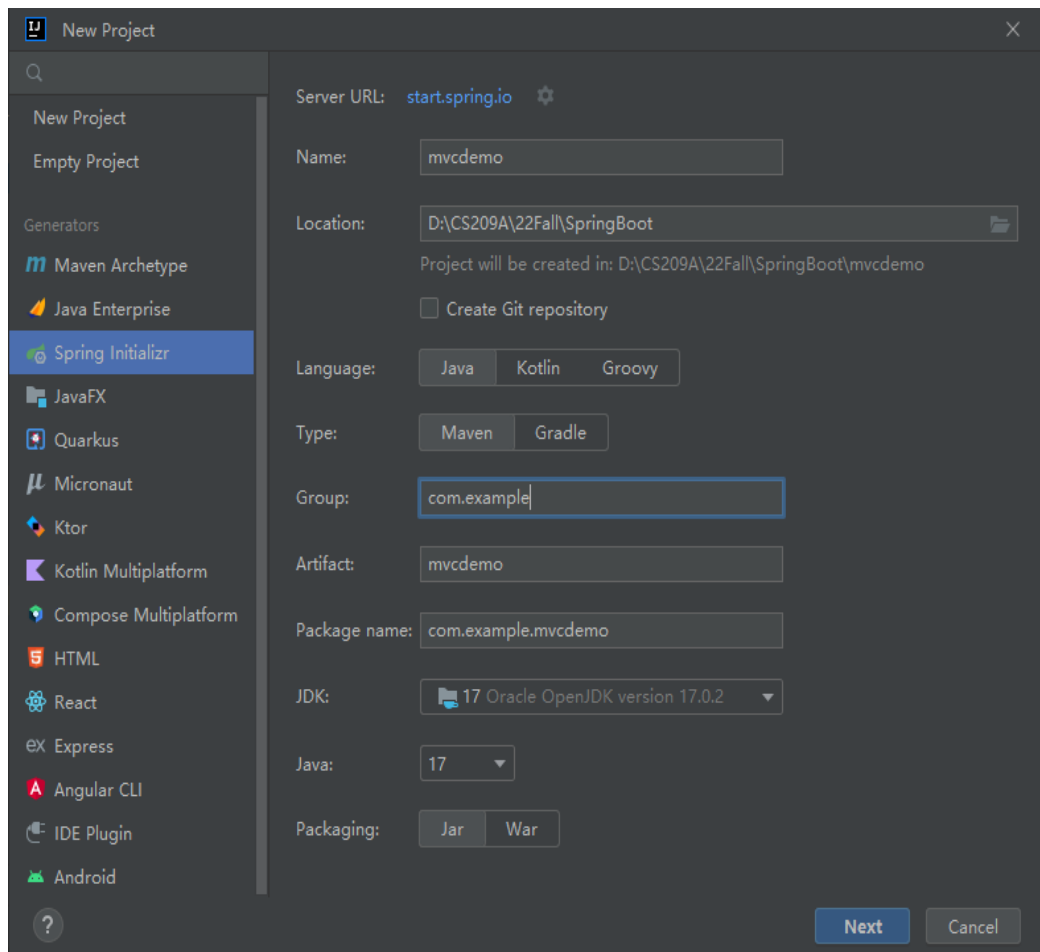 New Project
New Project
Empty Project
Generators
Maven Archetype
Java Enterprise
Spring Initializr
JavaFX
Quarkus
Micronaut
Ktor
Kotlin Multiplatform
Compose Multiplatform
HTML
React
ex Express
Angular CLI
IDE Plugin
Android
Server URL: start.spring.io
Name: mvcdemo
Location: D:\CS209A\22Fall\SpringBoot
Project will be created in: D:\CS209A\22Fall\SpringBoot\mvcdemo
Create Git repository
Language: Java Kotlin Groovy
Type: Maven Gradle
Group: com.example
Artifact: mvcdemo
Package name: com.example.mvcdemo
JDK: 17 Oracle OpenJDK version 17.0.2
Java: 17
Packaging: Jar War
? Next Cancel